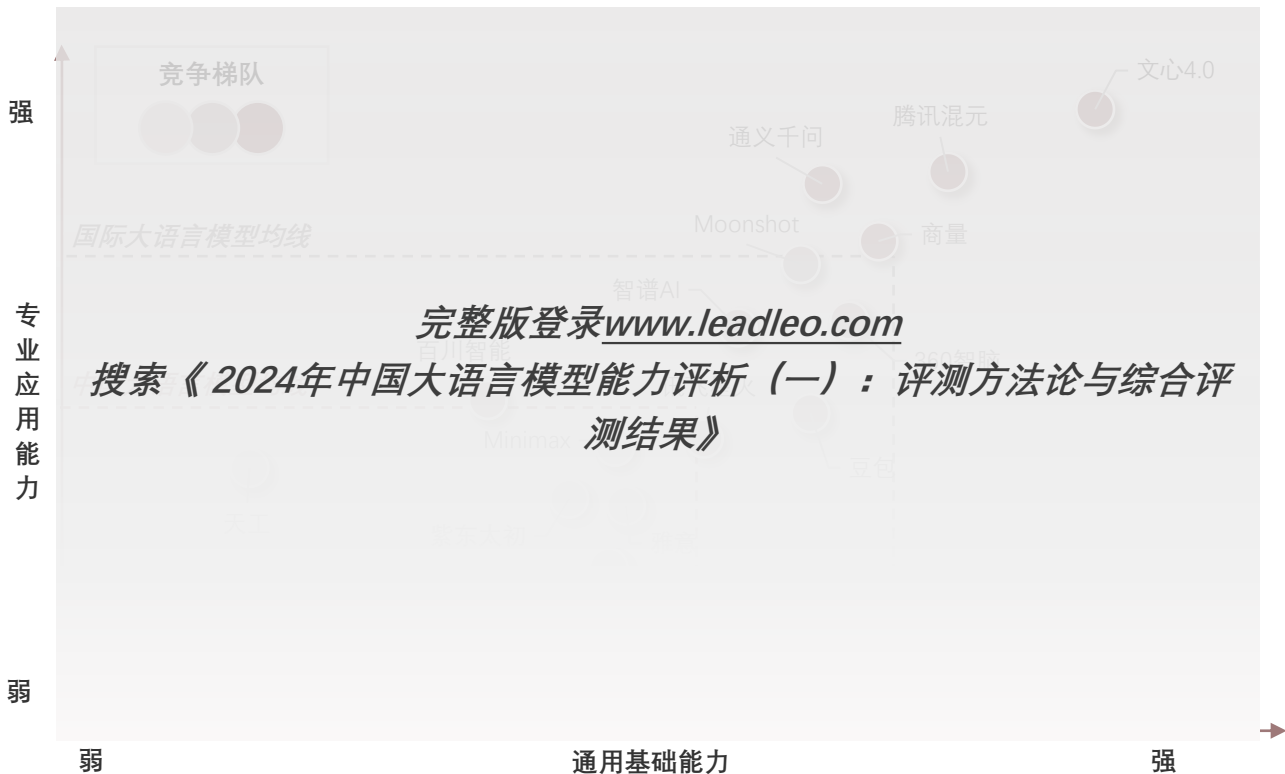 竞争梯队
强
文心4.0
腾讯混元
通义千问
Moonshot
商量
国际大语言模型均线
智谱AI
完整版登录www.leadleo.com
百川智能
360智脑
搜索《 2024年中国大语言模型能力评析（一）：评测方法论与综合评
测结果》
Minimax
豆包
专业应用能力
弱
弱
通用基础能力
强